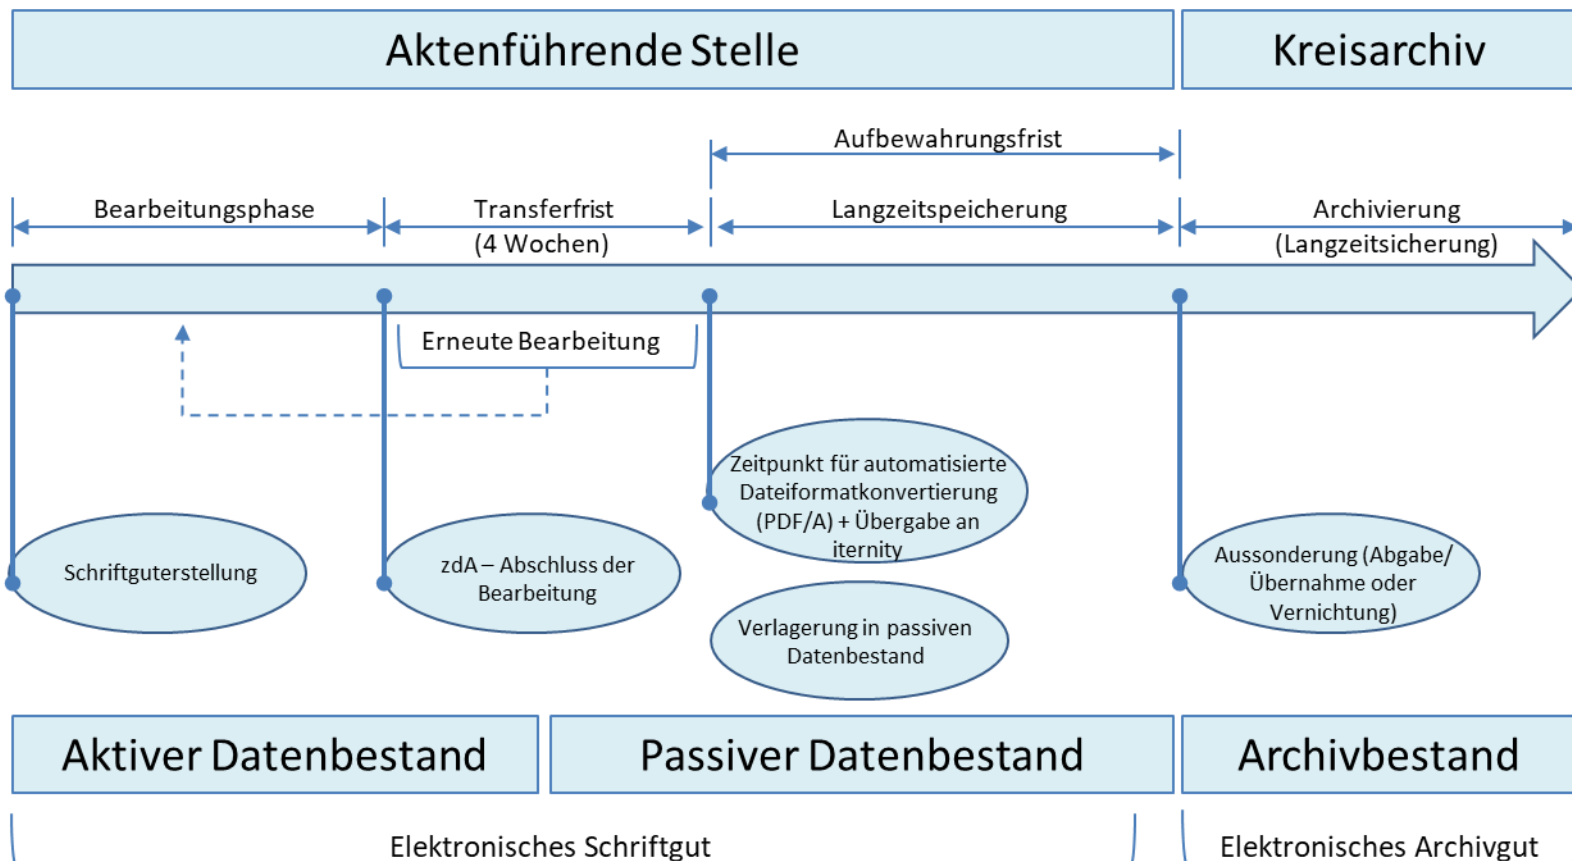 Aktenführende Stelle
Kreisarchiv
Aufbewahrungsfrist
Bearbeitungsphase
Transferfrist
(4 Wochen)
Langzeitspeicherung
Archivierung
(Langzeitsicherung)
Erneute Bearbeitung
Schriftguterstellung
zdA – Abschluss der
Bearbeitung
Zeitpunkt für automatisierte
Dateiformatkonvertierung
(PDF/A) + Übergabe an
iternity
Verlagerung in passiven
Datenbestand
Aussonderung (Abgabe/
Übernahme oder
Vernichtung)
Aktiver Datenbestand
Passiver Datenbestand
Archivbestand
Elektronisches Schriftgut
Elektronisches Archivgut